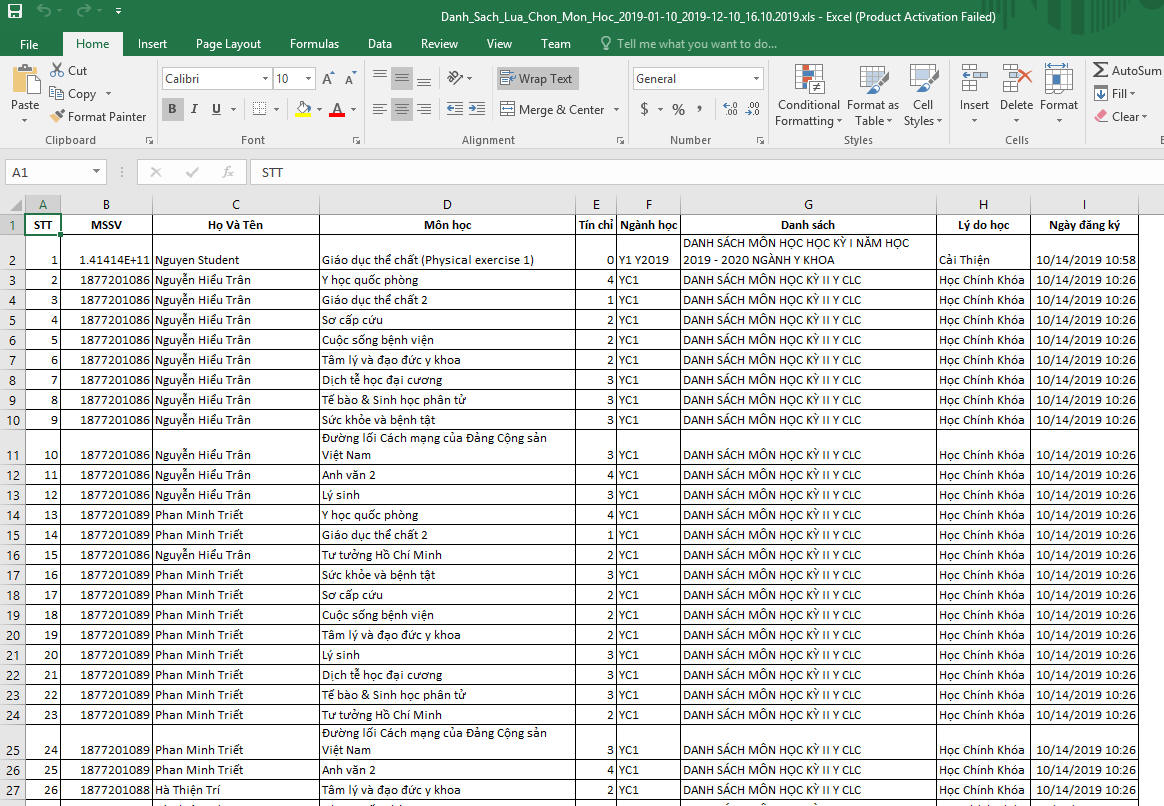 Danh_Sach_Lua_Chon_Mon_Hoc_2019-01-10_2019-12-10_16.10.2019.xls - Excel (Product Activation Failed)
File Home Insert Page Layout Formulas Data Review View Team Tell me what you want to do...
Paste Cut Copy Format Painter Clipboard
Calibri 10 A A B I U A Font
Wrap Text Merge & Center Alignment
General $ % , .0 .00 Number
Conditional Formatting Format as Table Cell Styles Styles
Insert Delete Format Cells
AutoSum Fill Clear
A1 fx STT
A B C D E F G H I
1 STT MSSV Họ Và Tên Môn học Tín chỉ Ngành học Danh sách Lý do học Ngày đăng ký
2 1 1.41414E+11 Nguyen Student Giáo dục thể chất (Physical exercise 1) 0 Y1 Y2019 DANH SÁCH MÔN HỌC HỌC KỲ I NĂM HỌC 2019 - 2020 NGÀNH Y KHOA Cải Thiện 10/14/2019 10:58
3 2 1877201086 Nguyễn Hiểu Trân Y học quốc phòng 4 YC1 DANH SÁCH MÔN HỌC KỲ II Y CLC Học Chính Khóa 10/14/2019 10:26
4 3 1877201086 Nguyễn Hiểu Trân Giáo dục thể chất 2 1 YC1 DANH SÁCH MÔN HỌC KỲ II Y CLC Học Chính Khóa 10/14/2019 10:26
5 4 1877201086 Nguyễn Hiểu Trân Sơ cấp cứu 2 YC1 DANH SÁCH MÔN HỌC KỲ II Y CLC Học Chính Khóa 10/14/2019 10:26
6 5 1877201086 Nguyễn Hiểu Trân Cuộc sống bệnh viện 2 YC1 DANH SÁCH MÔN HỌC KỲ II Y CLC Học Chính Khóa 10/14/2019 10:26
7 6 1877201086 Nguyễn Hiểu Trân Tâm lý và đạo đức y khoa 2 YC1 DANH SÁCH MÔN HỌC KỲ II Y CLC Học Chính Khóa 10/14/2019 10:26
8 7 1877201086 Nguyễn Hiểu Trân Dịch tễ học đại cương 3 YC1 DANH SÁCH MÔN HỌC KỲ II Y CLC Học Chính Khóa 10/14/2019 10:26
9 8 1877201086 Nguyễn Hiểu Trân Tế bào & Sinh học phân tử 3 YC1 DANH SÁCH MÔN HỌC KỲ II Y CLC Học Chính Khóa 10/14/2019 10:26
10 9 1877201086 Nguyễn Hiểu Trân Sức khỏe và bệnh tật 3 YC1 DANH SÁCH MÔN HỌC KỲ II Y CLC Học Chính Khóa 10/14/2019 10:26
11 10 1877201086 Nguyễn Hiểu Trân Đường lối Cách mạng của Đảng Cộng sản Việt Nam 3 YC1 DANH SÁCH MÔN HỌC KỲ II Y CLC Học Chính Khóa 10/14/2019 10:26
12 11 1877201086 Nguyễn Hiểu Trân Anh văn 2 4 YC1 DANH SÁCH MÔN HỌC KỲ II Y CLC Học Chính Khóa 10/14/2019 10:26
13 12 1877201086 Nguyễn Hiểu Trân Lý sinh 3 YC1 DANH SÁCH MÔN HỌC KỲ II Y CLC Học Chính Khóa 10/14/2019 10:26
14 13 1877201089 Phan Minh Triết Y học quốc phòng 4 YC1 DANH SÁCH MÔN HỌC KỲ II Y CLC Học Chính Khóa 10/14/2019 10:26
15 14 1877201089 Phan Minh Triết Giáo dục thể chất 2 1 YC1 DANH SÁCH MÔN HỌC KỲ II Y CLC Học Chính Khóa 10/14/2019 10:26
16 15 1877201086 Nguyễn Hiểu Trân Tư tưởng Hồ Chí Minh 2 YC1 DANH SÁCH MÔN HỌC KỲ II Y CLC Học Chính Khóa 10/14/2019 10:26
17 16 1877201089 Phan Minh Triết Sức khỏe và bệnh tật 3 YC1 DANH SÁCH MÔN HỌC KỲ II Y CLC Học Chính Khóa 10/14/2019 10:26
18 17 1877201089 Phan Minh Triết Sơ cấp cứu 2 YC1 DANH SÁCH MÔN HỌC KỲ II Y CLC Học Chính Khóa 10/14/2019 10:26
19 18 1877201089 Phan Minh Triết Cuộc sống bệnh viện 2 YC1 DANH SÁCH MÔN HỌC KỲ II Y CLC Học Chính Khóa 10/14/2019 10:26
20 19 1877201089 Phan Minh Triết Tâm lý và đạo đức y khoa 2 YC1 DANH SÁCH MÔN HỌC KỲ II Y CLC Học Chính Khóa 10/14/2019 10:26
21 20 1877201089 Phan Minh Triết Lý sinh 3 YC1 DANH SÁCH MÔN HỌC KỲ II Y CLC Học Chính Khóa 10/14/2019 10:26
22 21 1877201089 Phan Minh Triết Dịch tễ học đại cương 3 YC1 DANH SÁCH MÔN HỌC KỲ II Y CLC Học Chính Khóa 10/14/2019 10:26
23 22 1877201089 Phan Minh Triết Tế bào & Sinh học phân tử 3 YC1 DANH SÁCH MÔN HỌC KỲ II Y CLC Học Chính Khóa 10/14/2019 10:26
24 23 1877201089 Phan Minh Triết Tư tưởng Hồ Chí Minh 2 YC1 DANH SÁCH MÔN HỌC KỲ II Y CLC Học Chính Khóa 10/14/2019 10:26
25 24 1877201089 Phan Minh Triết Đường lối Cách mạng của Đảng Cộng sản Việt Nam 3 YC1 DANH SÁCH MÔN HỌC KỲ II Y CLC Học Chính Khóa 10/14/2019 10:26
26 25 1877201089 Phan Minh Triết Anh văn 2 4 YC1 DANH SÁCH MÔN HỌC KỲ II Y CLC Học Chính Khóa 10/14/2019 10:26
27 26 1877201088 Hà Thiện Trí Tâm lý và đạo đức y khoa 2 YC1 DANH SÁCH MÔN HỌC KỲ II Y CLC Học Chính Khóa 10/14/2019 10:26